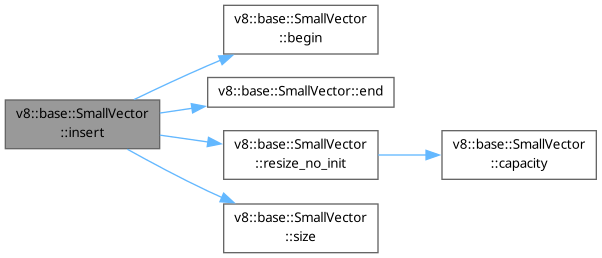 v8::base::SmallVector
::insert
v8::base::SmallVector
::begin
v8::base::SmallVector::end
v8::base::SmallVector
::resize_no_init
v8::base::SmallVector
::capacity
v8::base::SmallVector
::size